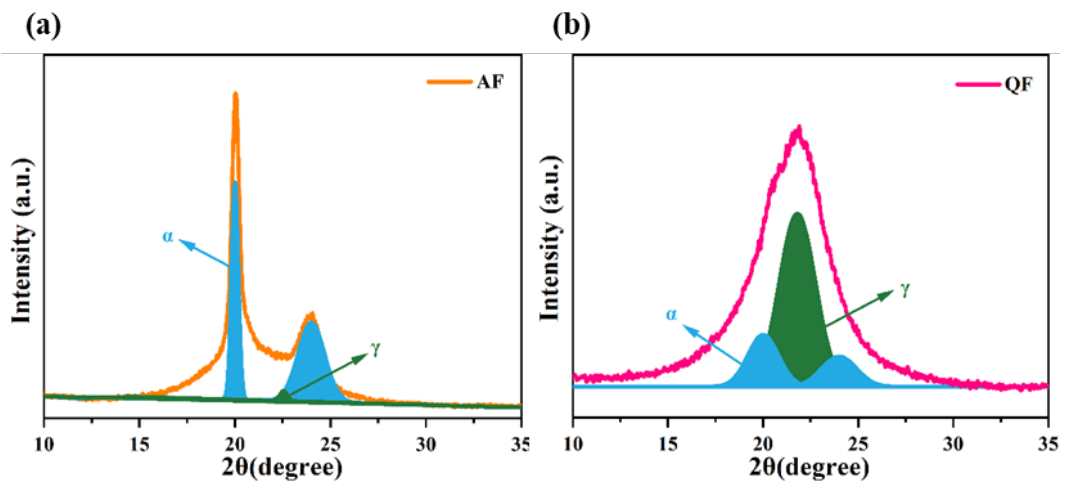 (a)
(b)
AF
α
γ
Intensity (a.u.)
10 15 20 25 30 35
2θ(degree)
QF
α
γ
Intensity (a.u.)
10 15 20 25 30 35
2θ(degree)